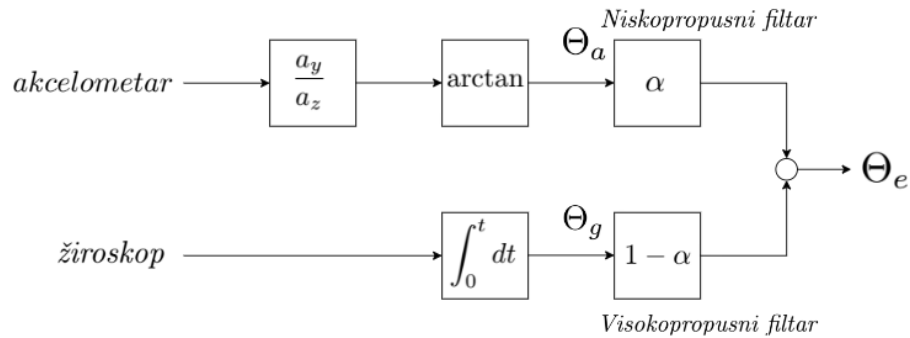 Niskopropusni filtar
akcelometar
a_y
a_z
arctan
Θ_a
α
Θ_e
žiroskop
∫_0^t dt
Θ_g
1 − α
Visokopropusni filtar